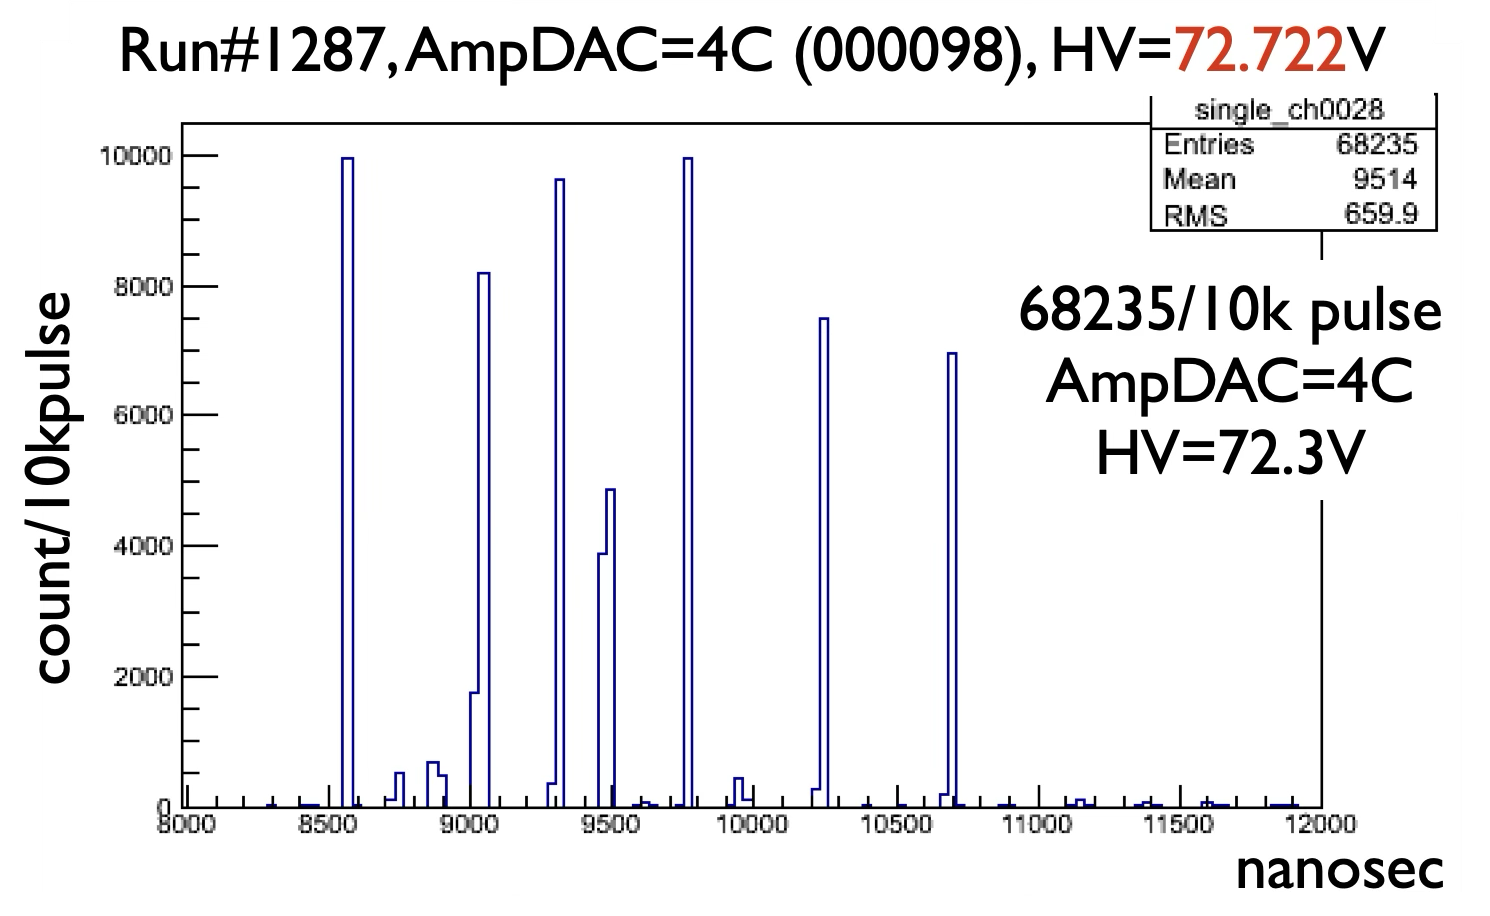 Run#1287, AmpDAC=4C (000098), HV=72.722V
single_ch0028
Entries 68235
Mean 9514
RMS 659.9
68235/10k pulse
AmpDAC=4C
HV=72.3V
count/10kpulse
10000
8000
6000
4000
2000
0
8000 8500 9000 9500 10000 10500 11000 11500 12000
nanosec